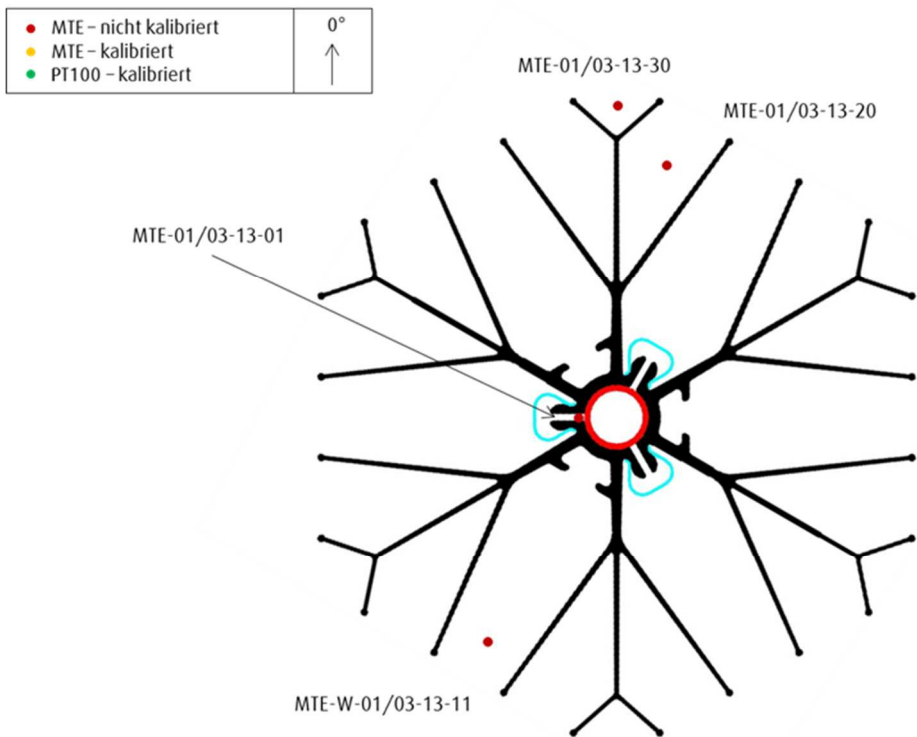 MTE – nicht kalibriert
MTE – kalibriert
PT100 – kalibriert
0°
MTE-01/03-13-30
MTE-01/03-13-20
MTE-01/03-13-01
MTE-W-01/03-13-11